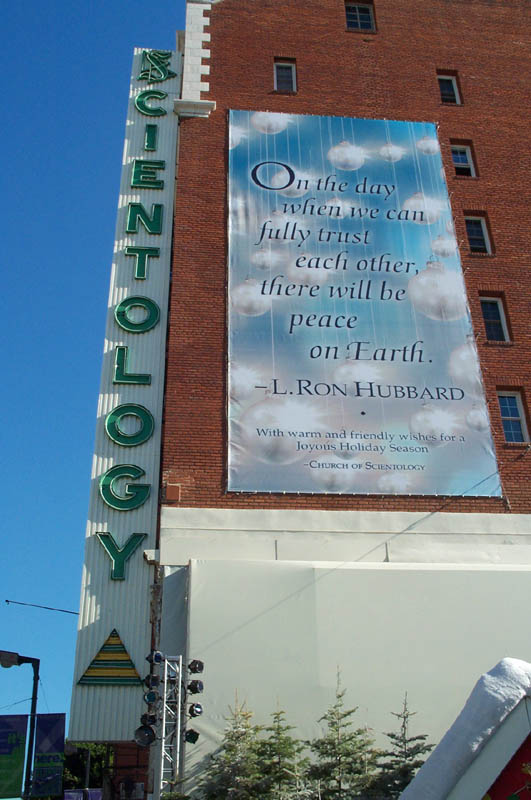 SCIENTOLOGY
On the day
when we can
fully trust
each other,
there will be
peace
on Earth.
–L. RON HUBBARD
With warm and friendly wishes for a
Joyous Holiday Season
–CHURCH OF SCIENTOLOGY